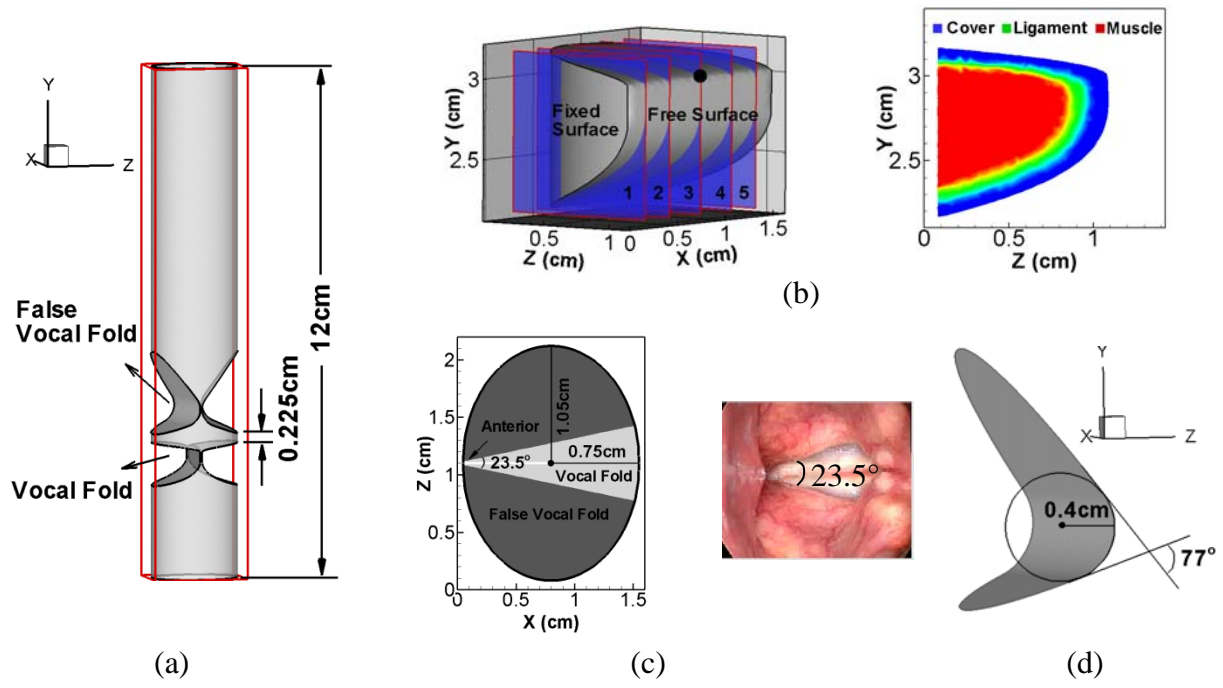 Y
X
Z
12cm
False
Vocal Fold
0.225cm
Vocal Fold
(a)
Y (cm)
3
2.5
Fixed
Surface
Free Surface
1 2 3 4 5
0.5
1
0
0.5
1
1.5
Z (cm)
X (cm)
Cover Ligament Muscle
Y (cm)
3
2.5
0 0.5 1
Z (cm)
(b)
Z (cm)
2
1.5
1
0.5
0
1.05cm
Anterior
23.5°
0.75cm
Vocal Fold
False Vocal Fold
0 0.5 1 1.5
X (cm)
23.5°
(c)
Y
X
Z
0.4cm
77°
(d)